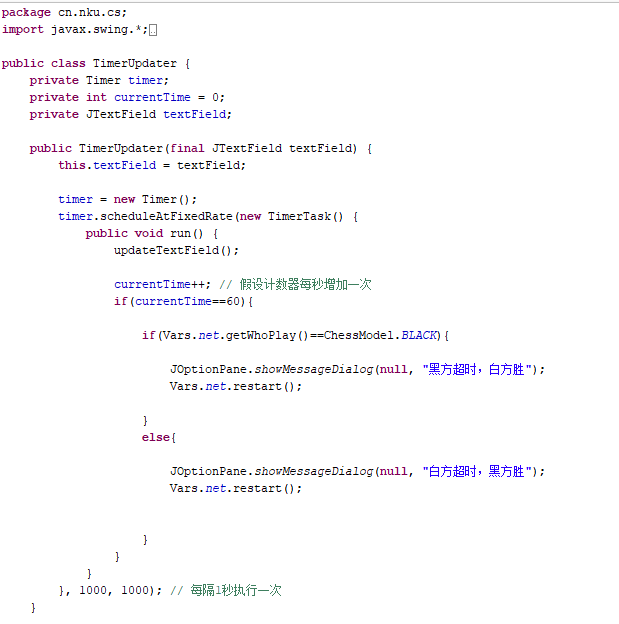 package cn.nku.cs;
import javax.swing.*;

public class TimerUpdater {
    private Timer timer;
    private int currentTime = 0;
    private JTextField textField;

    public TimerUpdater(final JTextField textField) {
        this.textField = textField;

        timer = new Timer();
        timer.scheduleAtFixedRate(new TimerTask() {
            public void run() {
                updateTextField();

                currentTime++; // 假设计数器每秒增加一次
                if(currentTime==60){

                    if(Vars.net.getWhoPlay()==ChessModel.BLACK){

                        JOptionPane.showMessageDialog(null, "黑方超时，白方胜");
                        Vars.net.restart();

                    }
                    else{

                        JOptionPane.showMessageDialog(null, "白方超时，黑方胜");
                        Vars.net.restart();


                    }
                }
            }
        }, 1000, 1000); // 每隔1秒执行一次
    }